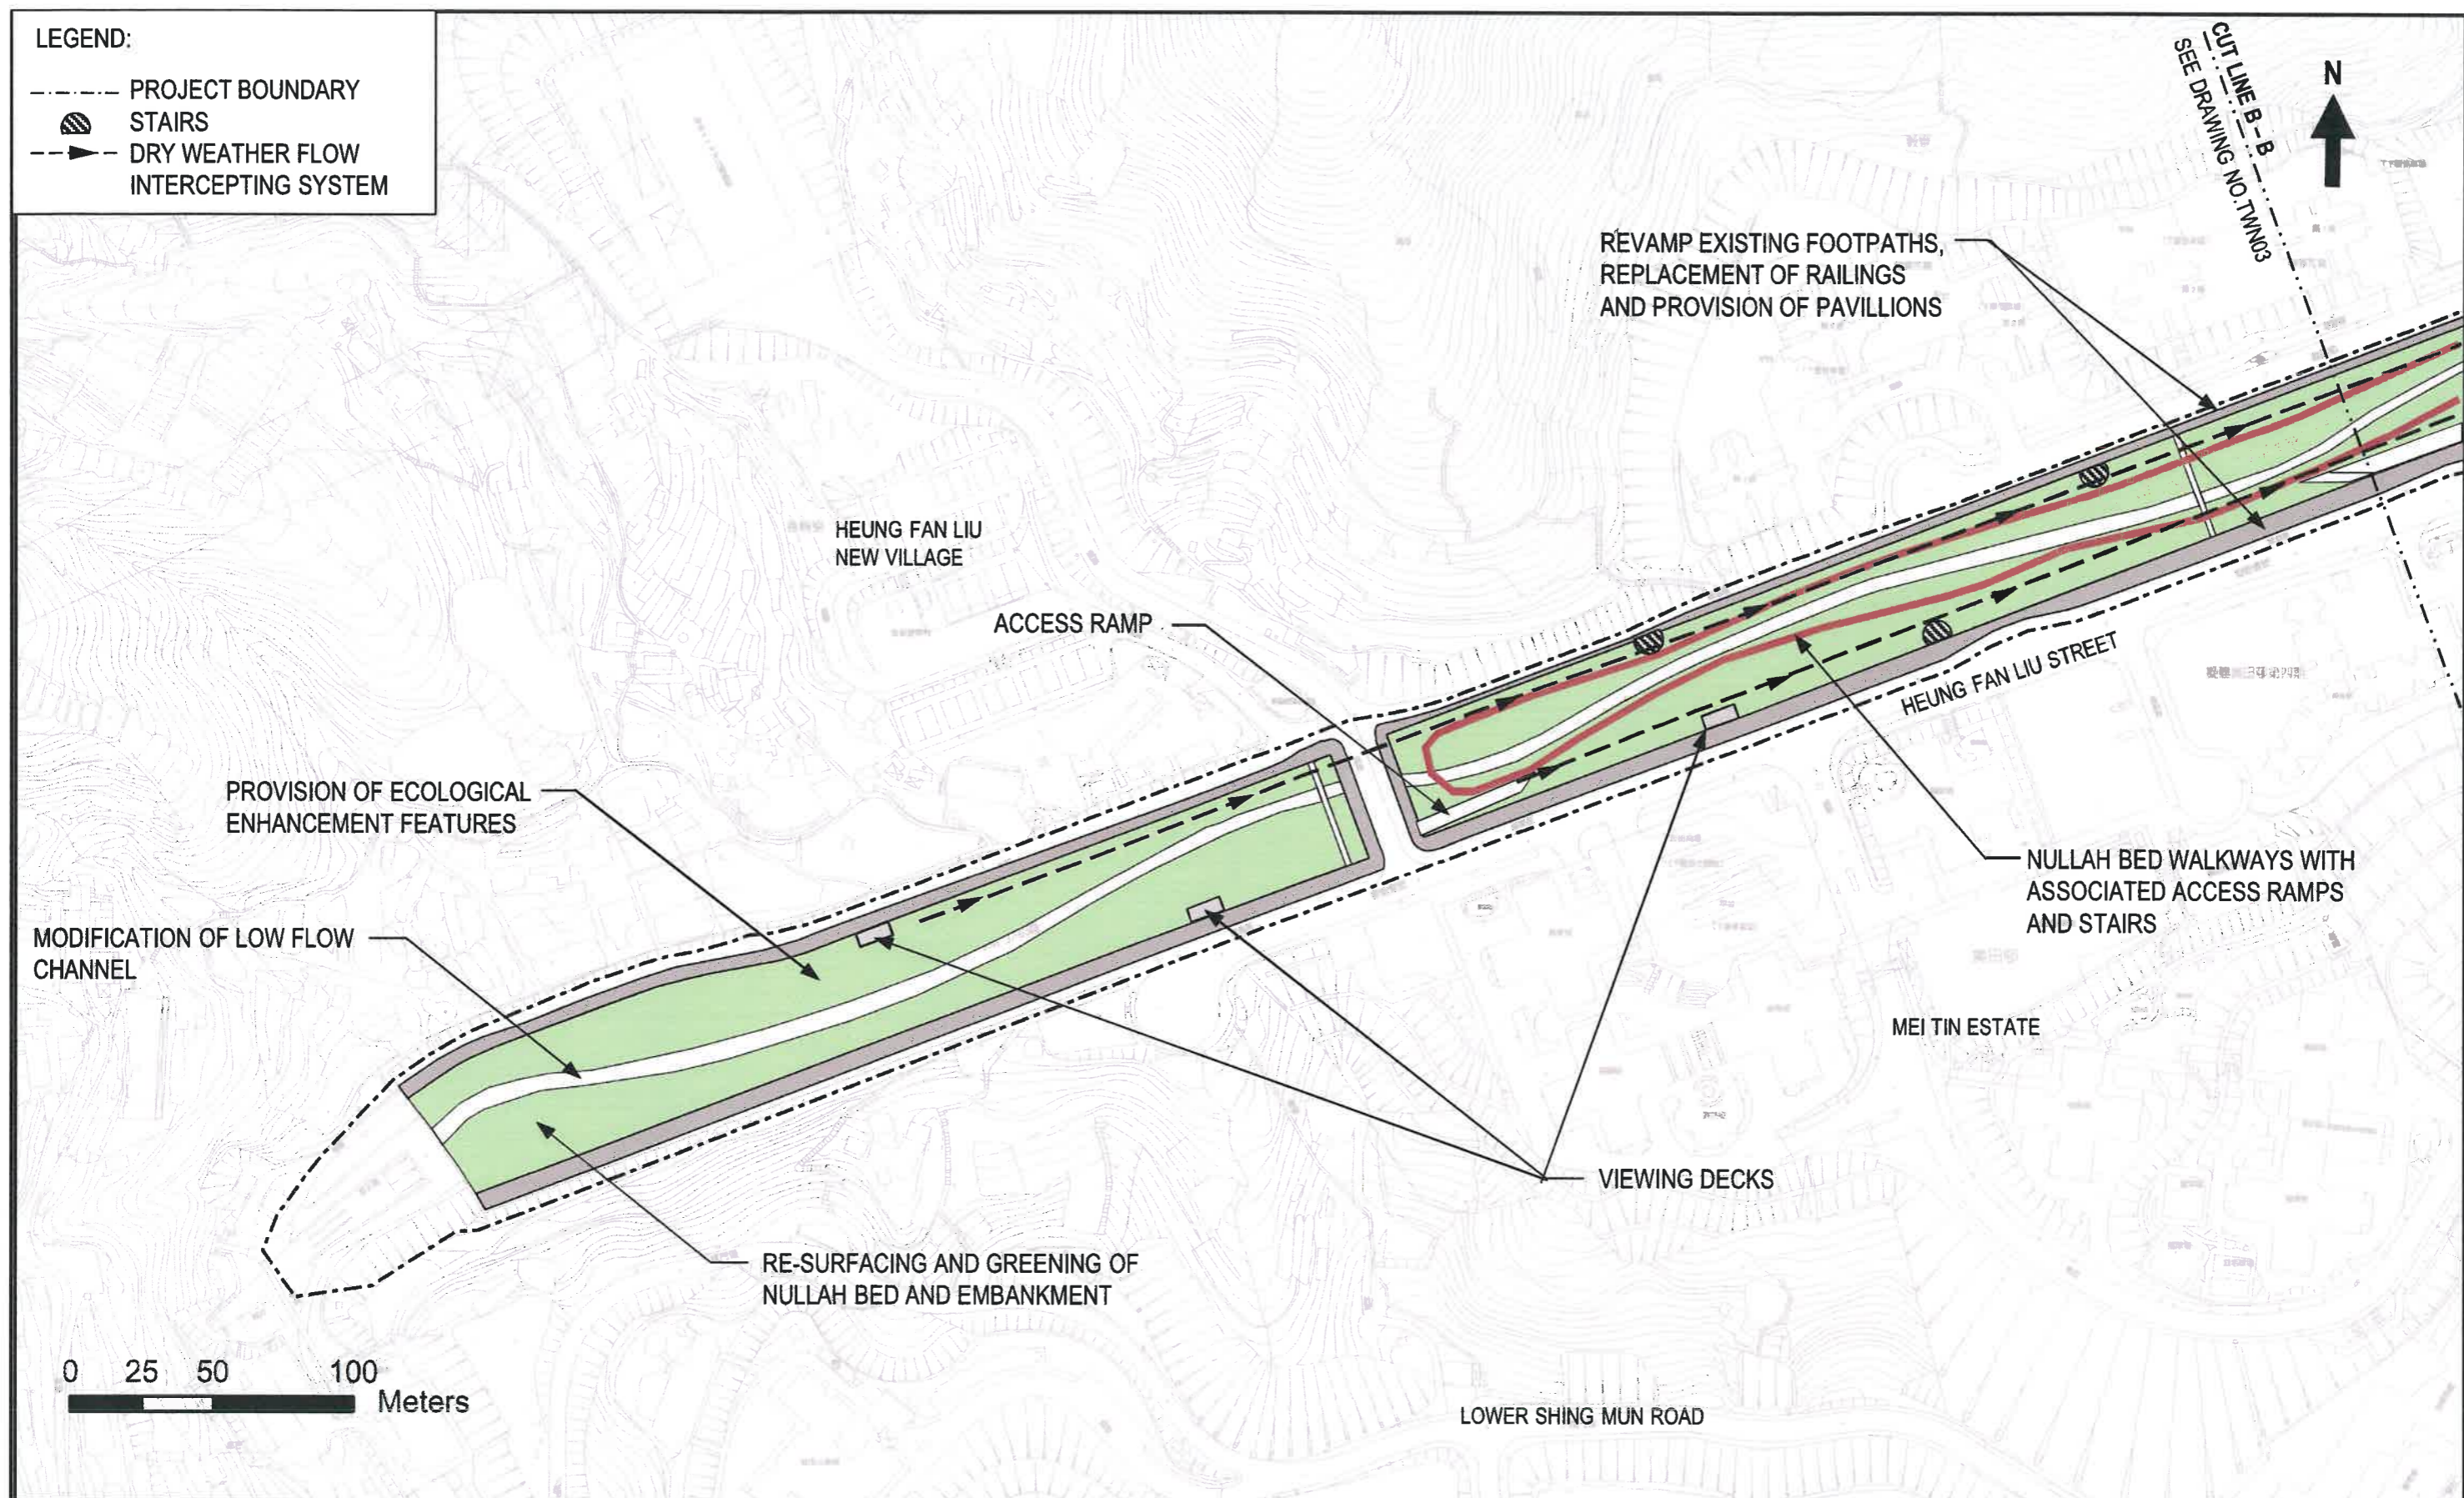 LEGEND:
PROJECT BOUNDARY
STAIRS
DRY WEATHER FLOW
INTERCEPTING SYSTEM
CUT LINE B - B
SEE DRAWING NO.TWN03
N
REVAMP EXISTING FOOTPATHS,
REPLACEMENT OF RAILINGS
AND PROVISION OF PAVILLIONS
HEUNG FAN LIU
NEW VILLAGE
ACCESS RAMP
HEUNG FAN LIU STREET
PROVISION OF ECOLOGICAL
ENHANCEMENT FEATURES
NULLAH BED WALKWAYS WITH
ASSOCIATED ACCESS RAMPS
AND STAIRS
MODIFICATION OF LOW FLOW
CHANNEL
MEI TIN ESTATE
VIEWING DECKS
RE-SURFACING AND GREENING OF
NULLAH BED AND EMBANKMENT
0 25 50 100
Meters
LOWER SHING MUN ROAD